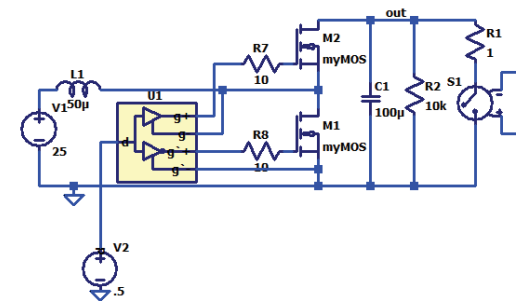 out
M2
myMOS
R7
10
R1
1
L1
50µ
U1
C1
100µ
R2
10k
S1
V1
25
g+
g-
d
g`+
g`-
R8
10
M1
myMOS
V2
.5